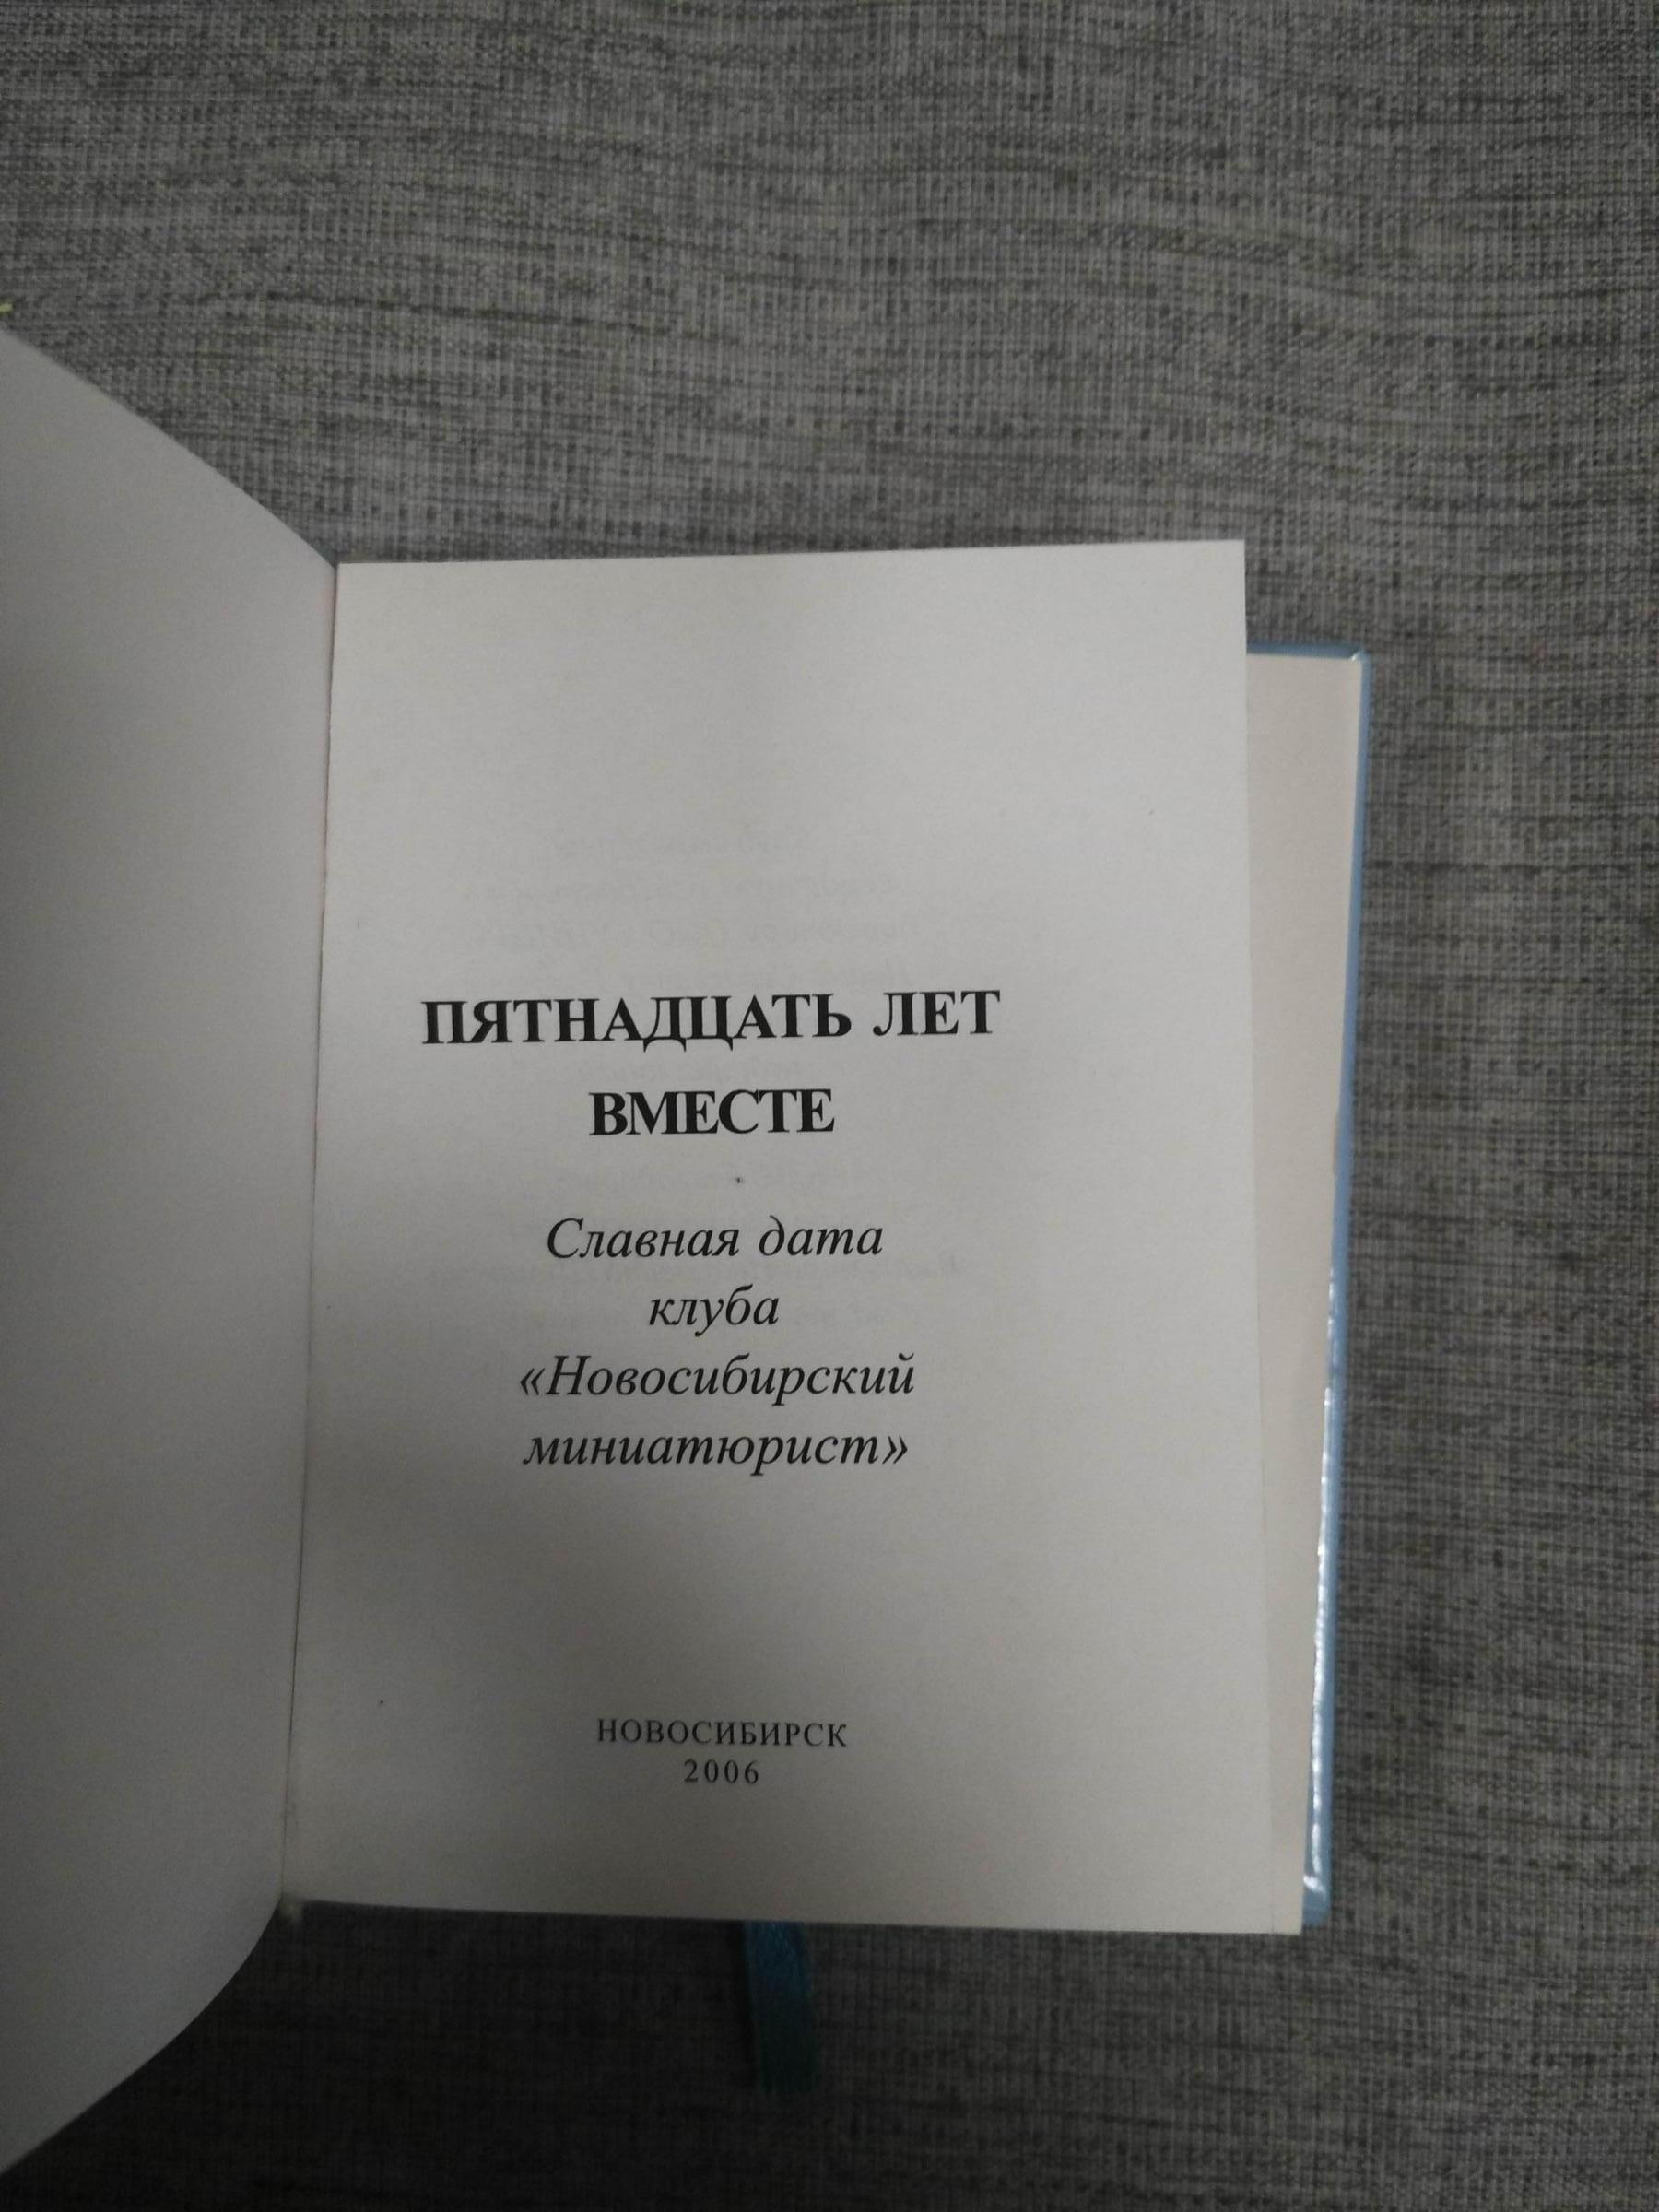 ПЯТНАДЦАТЬ ЛЕТ
ВМЕСТЕ
Славная дата
клуба
«Новосибирский
миниатюрист»
НОВОСИБИРСК
2006